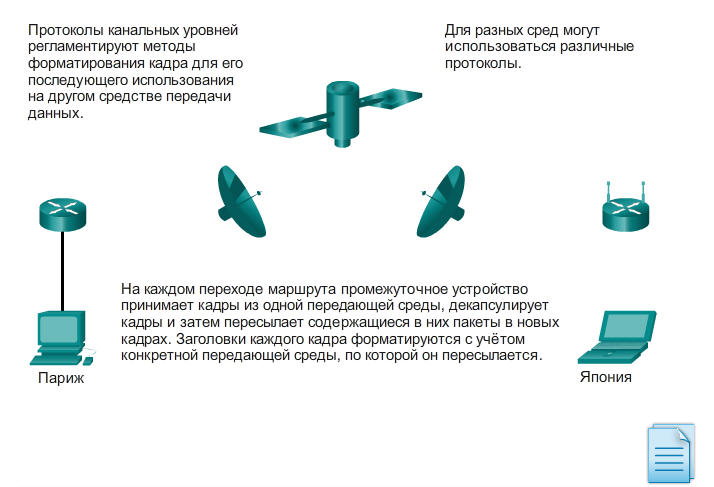 Протоколы канальных уровней
регламентируют методы
форматирования кадра для его
последующего использования
на другом средстве передачи
данных.
Для разных сред могут
использоваться различные
протоколы.
На каждом переходе маршрута промежуточное устройство
принимает кадры из одной передающей среды, декапсулирует
кадры и затем пересылает содержащиеся в них пакеты в новых
кадрах. Заголовки каждого кадра форматируются с учётом
конкретной передающей среды, по которой он пересылается.
Париж
Япония